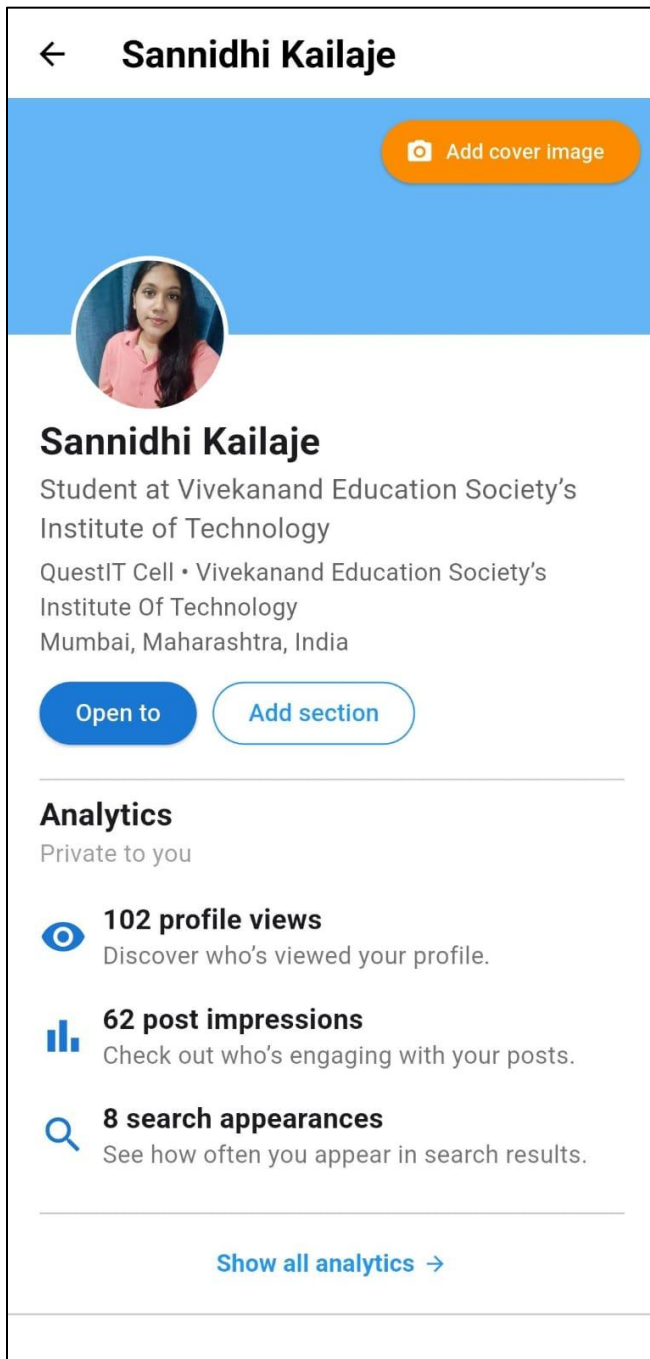 Sannidhi Kailaje
Add cover image
Sannidhi Kailaje
Student at Vivekanand Education Society’s
Institute of Technology
QuestIT Cell • Vivekanand Education Society’s
Institute Of Technology
Mumbai, Maharashtra, India
Open to
Add section
Analytics
Private to you
102 profile views
Discover who’s viewed your profile.
62 post impressions
Check out who’s engaging with your posts.
8 search appearances
See how often you appear in search results.
Show all analytics →